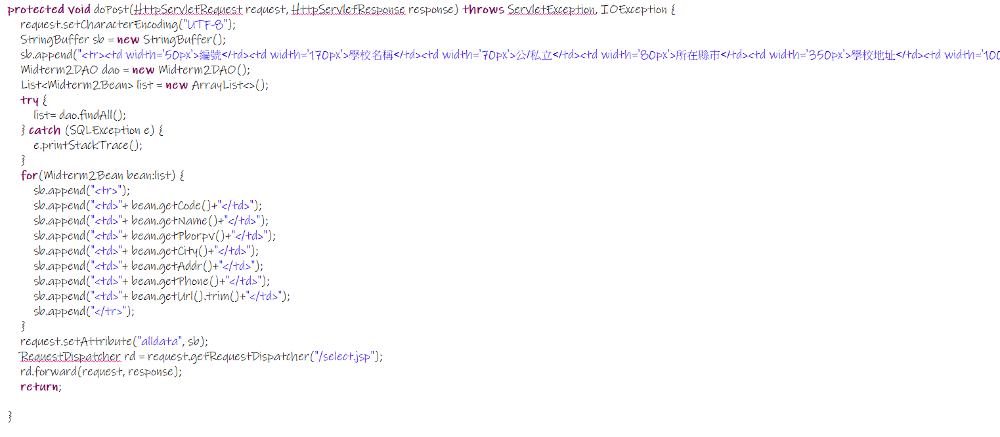 protected void doPost(HttpServletRequest request, HttpServletResponse response) throws ServletException, IOException {
request.setCharacterEncoding("UTF-8");
StringBuffer sb = new StringBuffer();
sb.append("<tr><td width='50px'>編號</td><td width='170px'>學校名稱</td><td width='70px'>公/私立</td><td width='80px'>所在縣市</td><td width='350px'>學校地址</td><td width='100
Midterm2DAO dao = new Midterm2DAO();
List<Midterm2Bean> list = new ArrayList<>();
try {
list= dao.findAll();
} catch (SQLException e) {
e.printStackTrace();
}
for(Midterm2Bean bean:list) {
sb.append("<tr>");
sb.append("<td>"+ bean.getCode()+"</td>");
sb.append("<td>"+ bean.getName()+"</td>");
sb.append("<td>"+ bean.getPborpv()+"</td>");
sb.append("<td>"+ bean.getCity()+"</td>");
sb.append("<td>"+ bean.getAddr()+"</td>");
sb.append("<td>"+ bean.getPhone()+"</td>");
sb.append("<td>"+ bean.getUrl().trim()+"</td>");
sb.append("</tr>");
}
request.setAttribute("alldata", sb);
RequestDispatcher rd = request.getRequestDispatcher("/select.jsp");
rd.forward(request, response);
return;
}